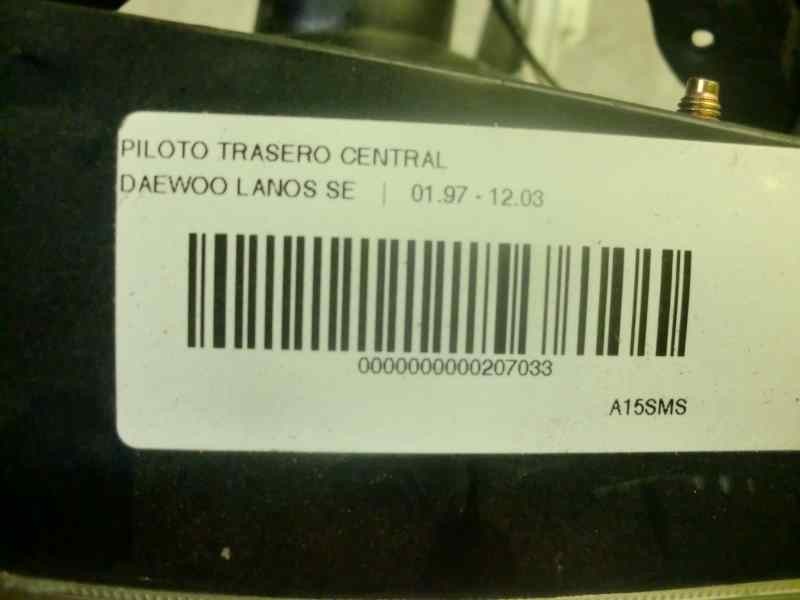 PILOTO TRASERO CENTRAL
DAEWOO LANOS SE | 01.97 - 12.03
0000000000207033
A15SMS